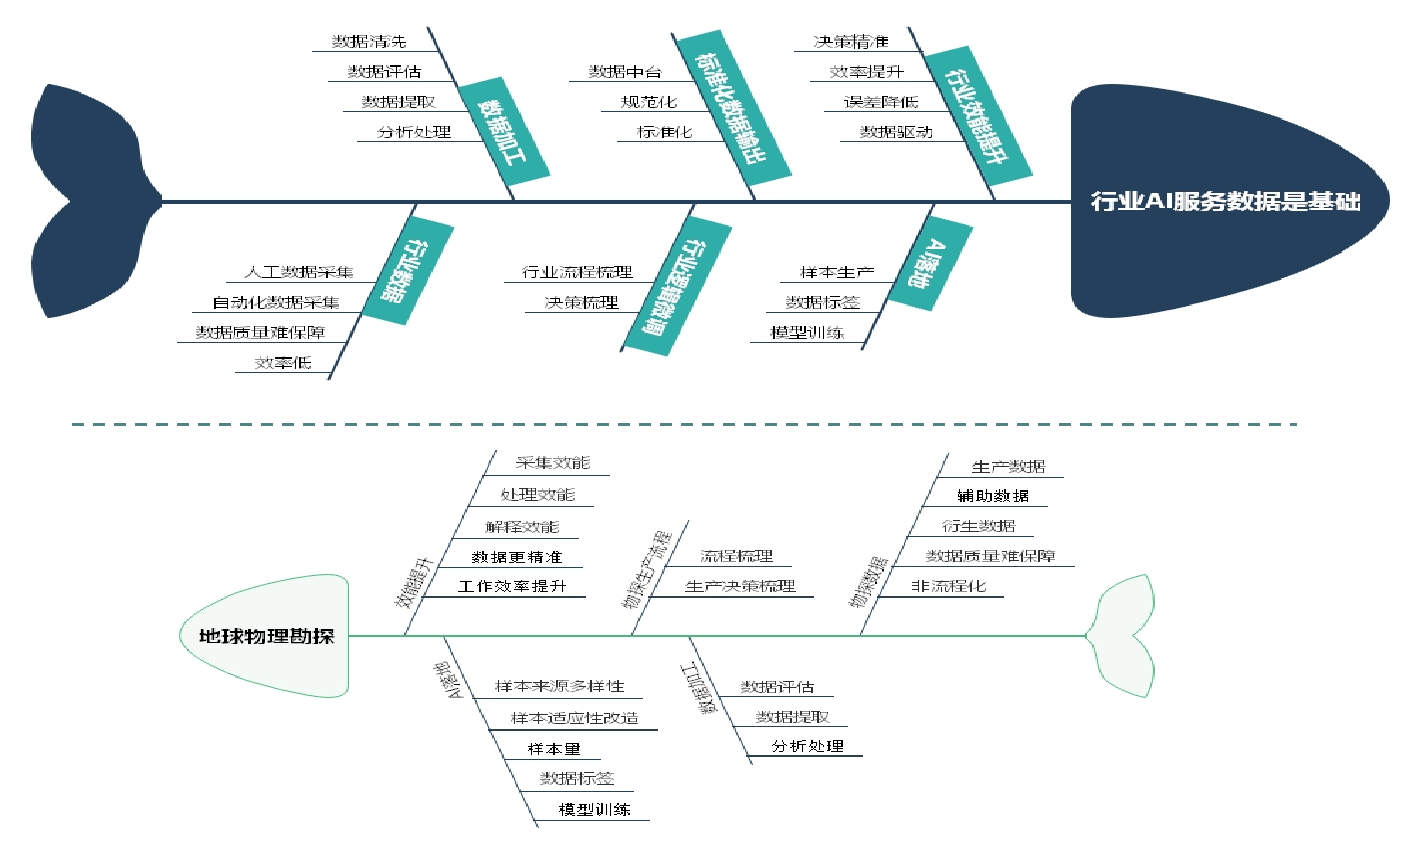 数据清洗
数据评估
数据提取
分析处理
数据加工
数据中台
规范化
标准化
标准化数据输出
决策精准
效率提升
误差降低
数据驱动
行业效能提升
行业AI服务数据是基础
人工数据采集
自动化数据采集
数据质量难保障
效率低
行业数据
行业流程梳理
决策梳理
行业逻辑微调
样本生产
数据标签
模型训练
AI落地
采集效能
处理效能
解释效能
数据更精准
工作效率提升
效能提升
流程梳理
生产决策梳理
物探生产流程
生产数据
辅助数据
衍生数据
数据质量难保障
非流程化
物探数据
地球物理勘探
AI落地
样本来源多样性
样本适应性改造
样本量
数据标签
模型训练
数据加工
数据评估
数据提取
分析处理